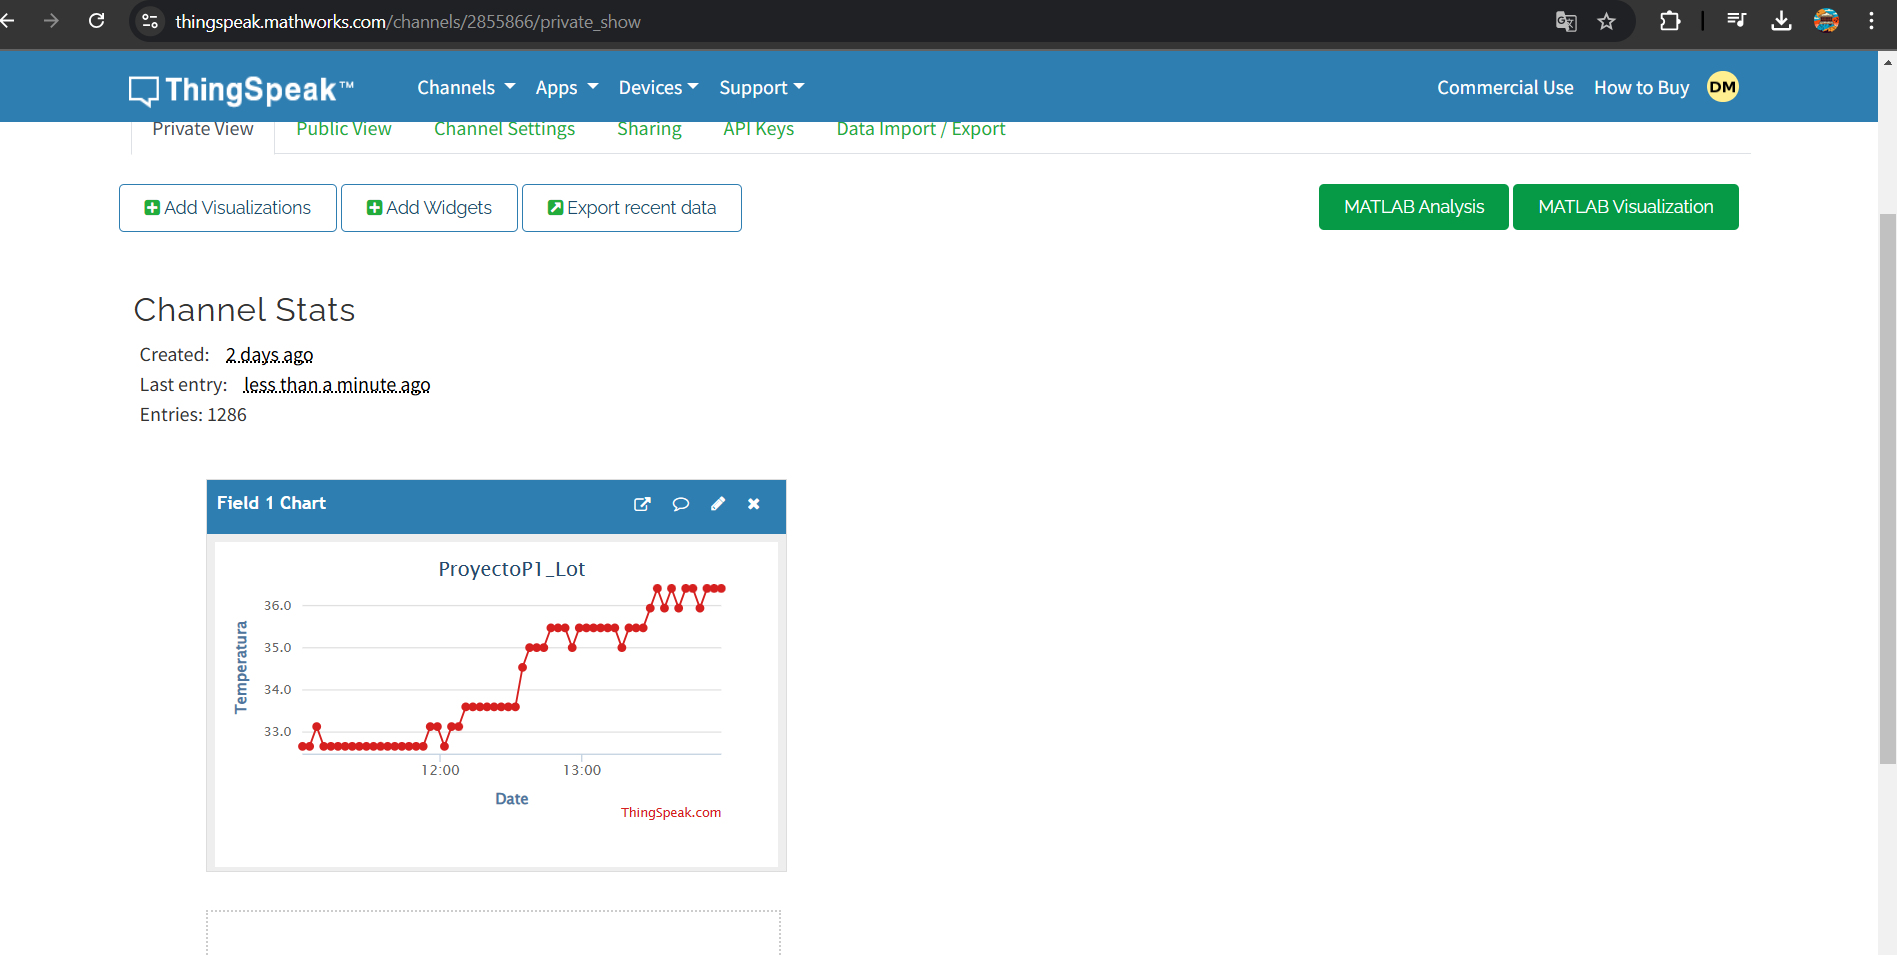 thingspeak.mathworks.com/channels/2855866/private_show
ThingSpeak™ Channels Apps Devices Support Commercial Use How to Buy DM
Private View Public View Channel Settings Sharing API Keys Data Import / Export
Add Visualizations Add Widgets Export recent data MATLAB Analysis MATLAB Visualization
Channel Stats
Created: 2 days ago
Last entry: less than a minute ago
Entries: 1286
Field 1 Chart
ProyectoP1_Lot
Temperatura
36.0
35.0
34.0
33.0
12:00 13:00
Date
ThingSpeak.com